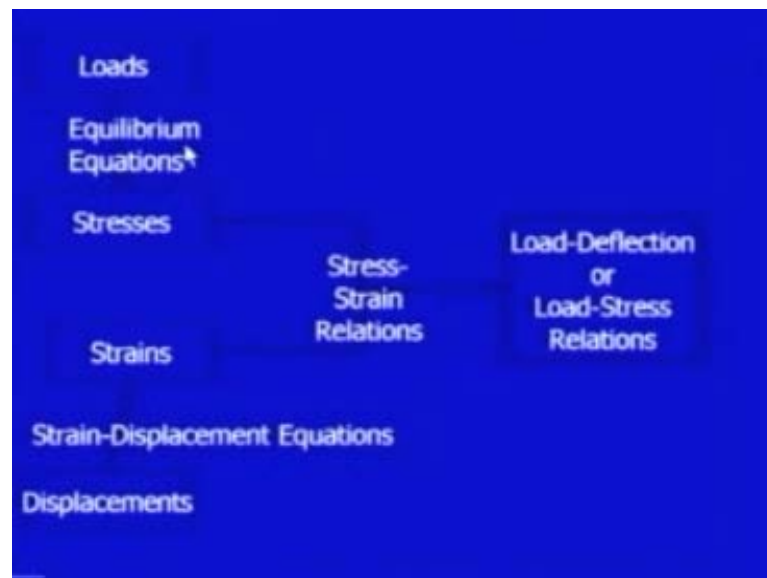 Loads
Equilibrium
Equations
Stresses
Stress-
Strain
Relations
Load-Deflection
or
Load-Stress
Relations
Strains
Strain-Displacement Equations
Displacements